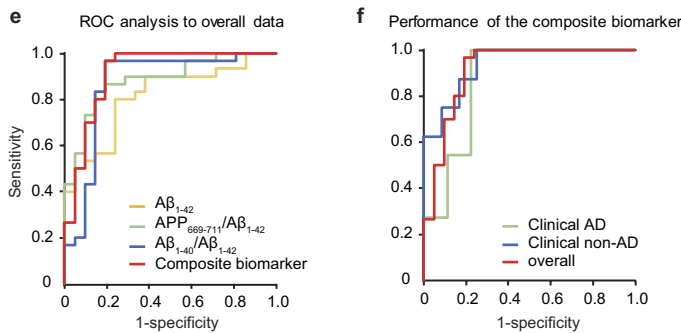 e ROC analysis to overall data
1.0
0.8
0.6
0.4
0.2
0
Sensitivity
Aβ1-42
APP669-711/Aβ1-42
Aβ1-40/Aβ1-42
Composite biomarker
0 0.2 0.4 0.6 0.8 1.0
1-specificity
f Performance of the composite biomarker
1.0
0.8
0.6
0.4
0.2
0
Clinical AD
Clinical non-AD
overall
0 0.2 0.4 0.6 0.8 1.0
1-specificity